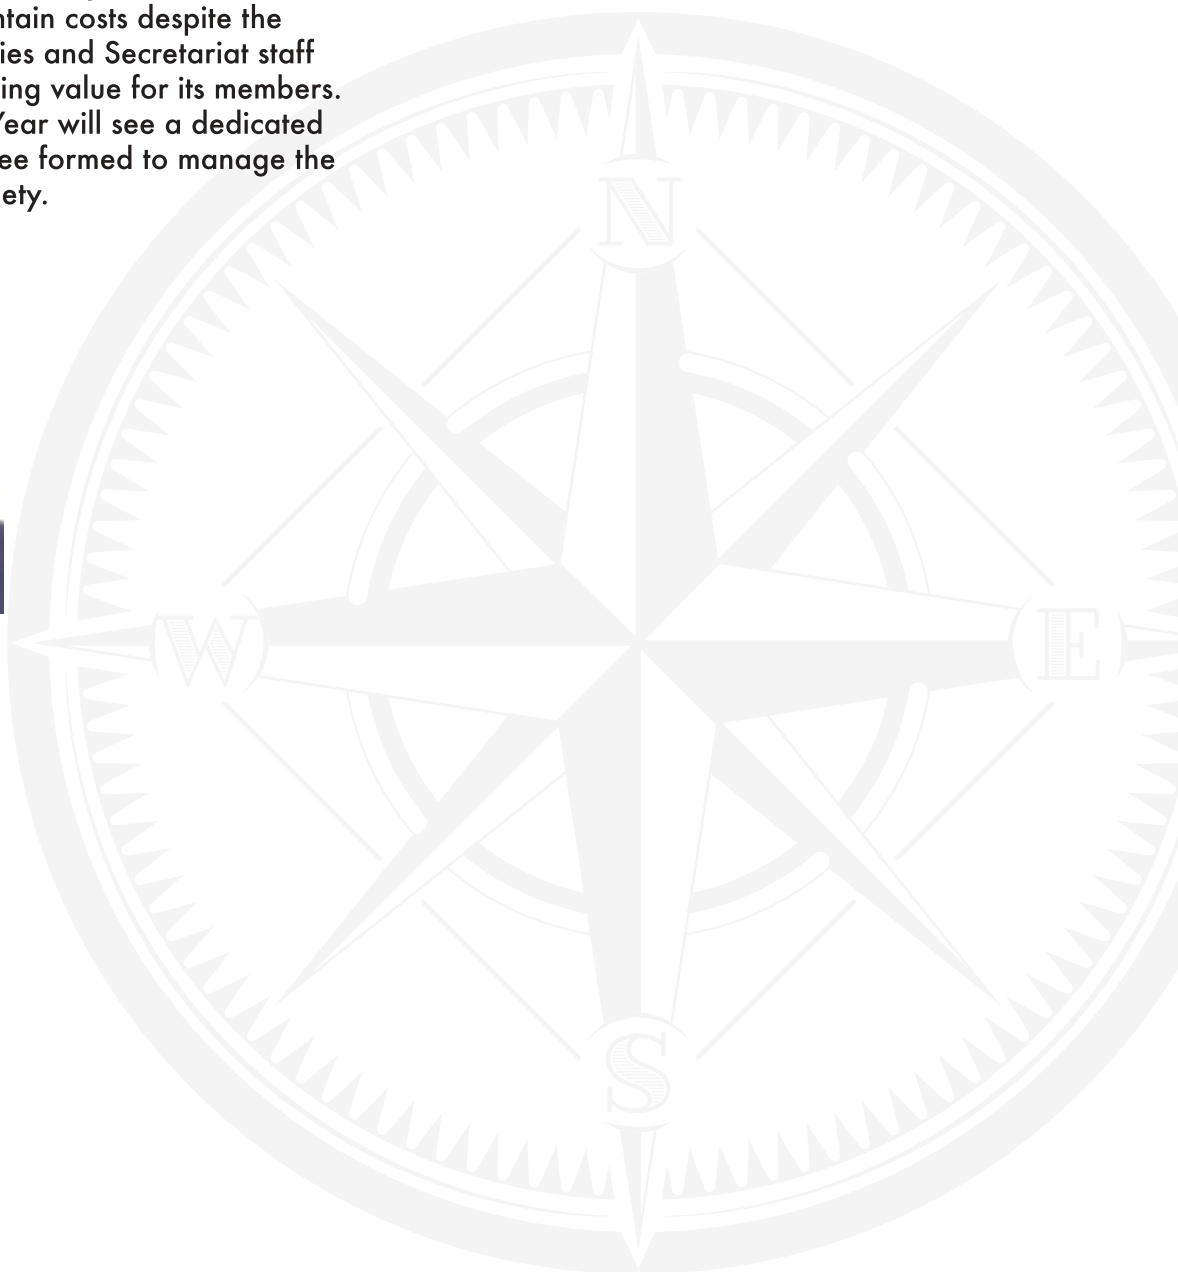 ntain costs despite the
ies and Secretariat staff
ing value for its members.
Year will see a dedicated
ee formed to manage the
ety.
N
W
E
S